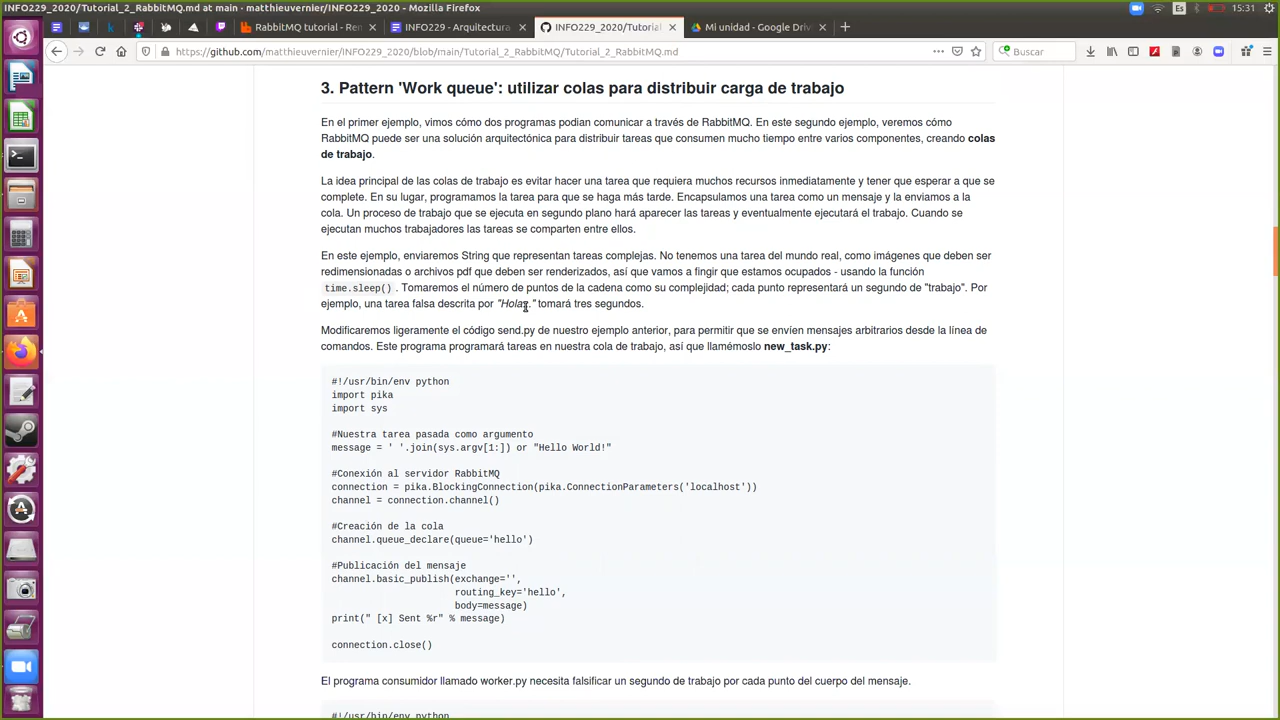 INFO229_2020/Tutorial_2_RabbitMQ.md at main · matthieuvernier/INFO229_2020 - Mozilla Firefox
Es
15:31
RabbitMQ tutorial - Ren
INFO229 - Arquitectura
INFO229_2020/Tutorial
Mi unidad - Google Driv
https://github.com/matthieuvernier/INFO229_2020/blob/main/Tutorial_2_RabbitMQ/Tutorial_2_RabbitMQ.md
Buscar
3. Pattern 'Work queue': utilizar colas para distribuir carga de trabajo
En el primer ejemplo, vimos cómo dos programas podian comunicar a través de RabbitMQ. En este segundo ejemplo, veremos cómo
RabbitMQ puede ser una solución arquitectónica para distribuir tareas que consumen mucho tiempo entre varios componentes, creando colas
de trabajo.
La idea principal de las colas de trabajo es evitar hacer una tarea que requiera muchos recursos inmediatamente y tener que esperar a que se
complete. En su lugar, programamos la tarea para que se haga más tarde. Encapsulamos una tarea como un mensaje y la enviamos a la
cola. Un proceso de trabajo que se ejecuta en segundo plano hará aparecer las tareas y eventualmente ejecutará el trabajo. Cuando se
ejecutan muchos trabajadores las tareas se comparten entre ellos.
En este ejemplo, enviaremos String que representan tareas complejas. No tenemos una tarea del mundo real, como imágenes que deben ser
redimensionadas o archivos pdf que deben ser renderizados, así que vamos a fingir que estamos ocupados - usando la función
time.sleep() . Tomaremos el número de puntos de la cadena como su complejidad; cada punto representará un segundo de "trabajo". Por
ejemplo, una tarea falsa descrita por "Hola..." tomará tres segundos.
Modificaremos ligeramente el código send.py de nuestro ejemplo anterior, para permitir que se envíen mensajes arbitrarios desde la línea de
comandos. Este programa programará tareas en nuestra cola de trabajo, así que llamémoslo new_task.py:
#!/usr/bin/env python
import pika
import sys
#Nuestra tarea pasada como argumento
message = ' '.join(sys.argv[1:]) or "Hello World!"
#Conexión al servidor RabbitMQ
connection = pika.BlockingConnection(pika.ConnectionParameters('localhost'))
channel = connection.channel()
#Creación de la cola
channel.queue_declare(queue='hello')
#Publicación del mensaje
channel.basic_publish(exchange='',
routing_key='hello',
body=message)
print(" [x] Sent %r" % message)
connection.close()
El programa consumidor llamado worker.py necesita falsificar un segundo de trabajo por cada punto del cuerpo del mensaje.
#!/usr/bin/env python